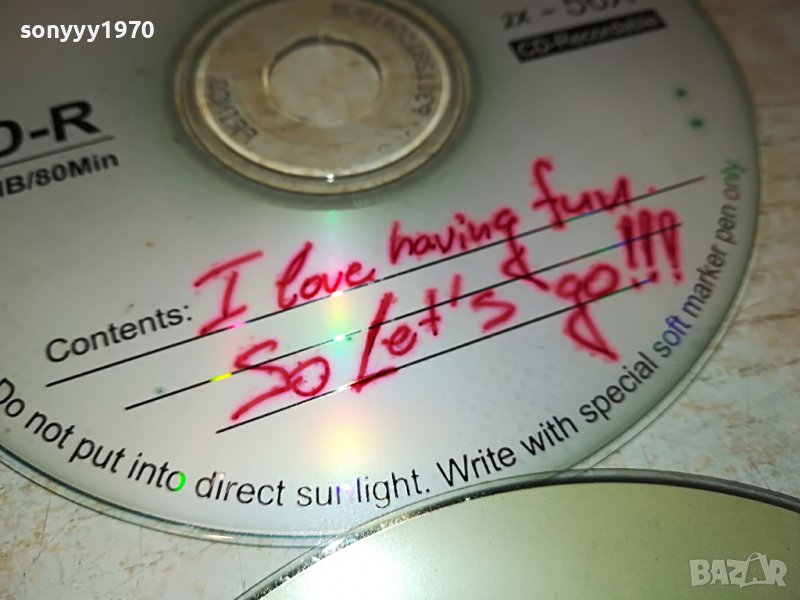 sonyyy1970
2X - 56X
CD-Recordable
D-R
MB/80Min
Contents: I love having fun.
So Let's go!!!
Do not put into direct sunlight. Write with special soft marker pen only.
BAZAR